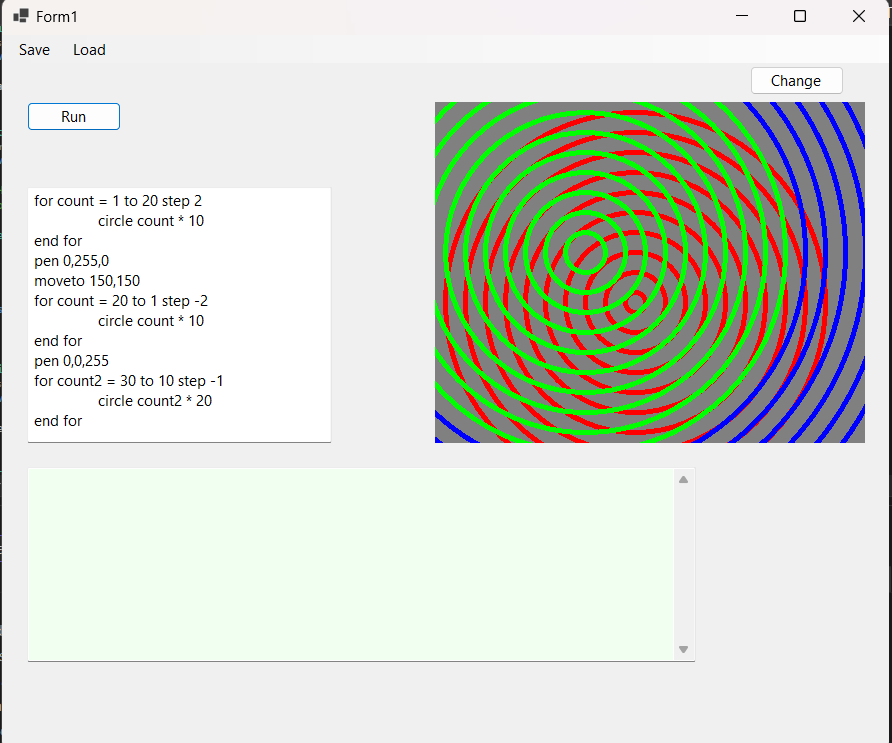 Form1
Save Load
Change
Run
for count = 1 to 20 step 2
circle count * 10
end for
pen 0,255,0
moveto 150,150
for count = 20 to 1 step -2
circle count * 10
end for
pen 0,0,255
for count2 = 30 to 10 step -1
circle count2 * 20
end for